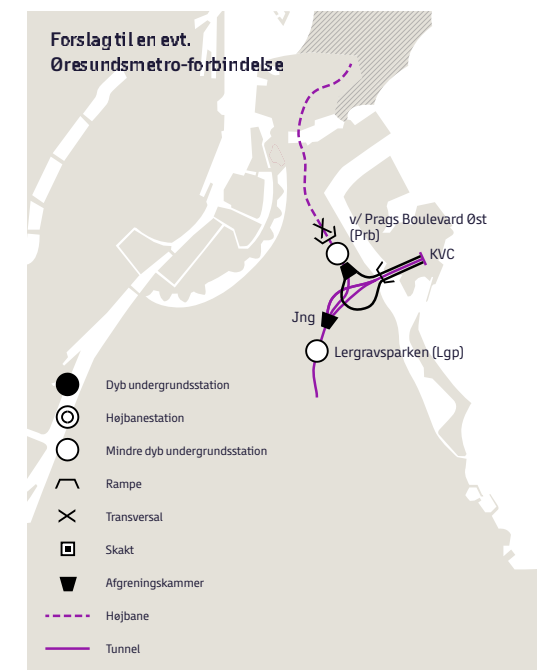 Forslag til en evt.
Øresundsmetro-forbindelse
v/ Prags Boulevard Øst
(Prb)
KVC
Jng
Lergravsparken (Lgp)
Dyb undergrundsstation
Højbanestation
Mindre dyb undergrundsstation
Rampe
Transversal
Skakt
Afgreningskammer
Højbane
Tunnel